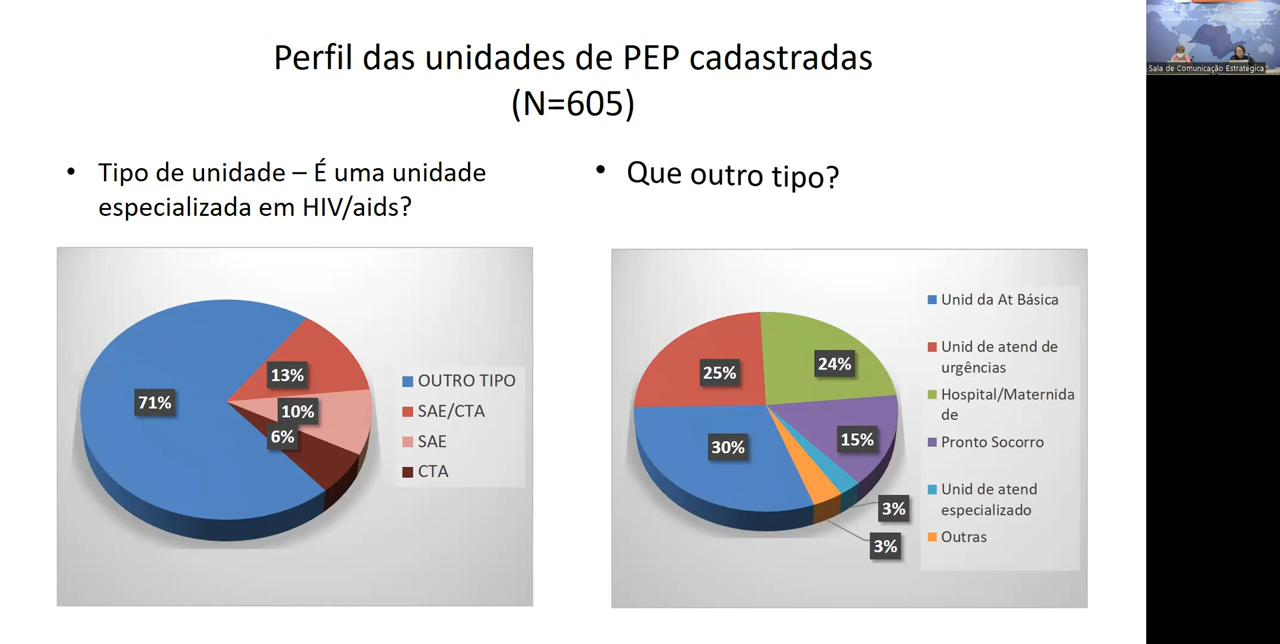 Perfil das unidades de PEP cadastradas
(N=605)
Sala de Comunicação Estratégica
• Tipo de unidade – É uma unidade
especializada em HIV/aids?
• Que outro tipo?
71%
13%
10%
6%
OUTRO TIPO
SAE/CTA
SAE
CTA
30%
25%
24%
15%
3%
3%
Unid da At Básica
Unid de atend de
urgências
Hospital/Maternida
de
Pronto Socorro
Unid de atend
especializado
Outras